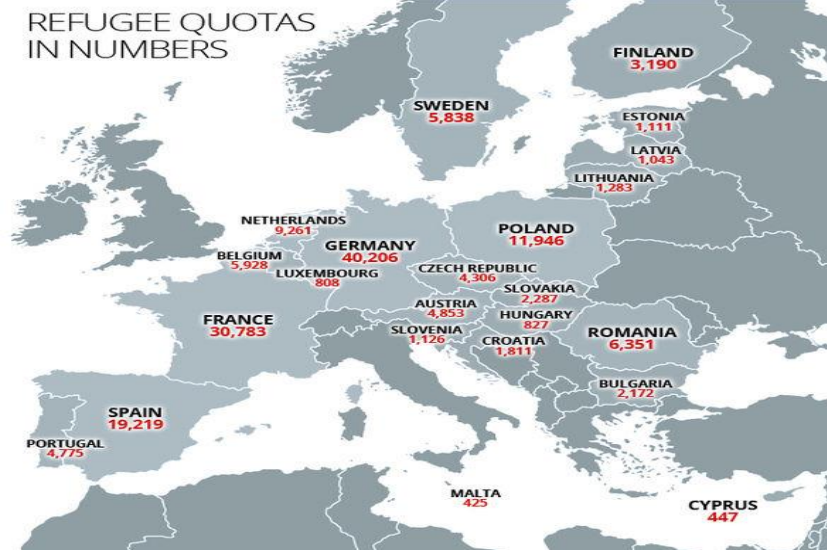 REFUGEE QUOTAS
IN NUMBERS
FINLAND
3,190
SWEDEN
5,838
ESTONIA
1,111
LATVIA
1,043
LITHUANIA
1,283
NETHERLANDS
9,261
POLAND
11,946
GERMANY
40,206
BELGIUM
5,928
LUXEMBOURG
808
CZECH REPUBLIC
4,306
SLOVAKIA
2,287
AUSTRIA
4,853
HUNGARY
827
FRANCE
30,783
SLOVENIA
1,126
CROATIA
1,811
ROMANIA
6,351
BULGARIA
2,172
SPAIN
19,219
PORTUGAL
4,775
MALTA
425
CYPRUS
447